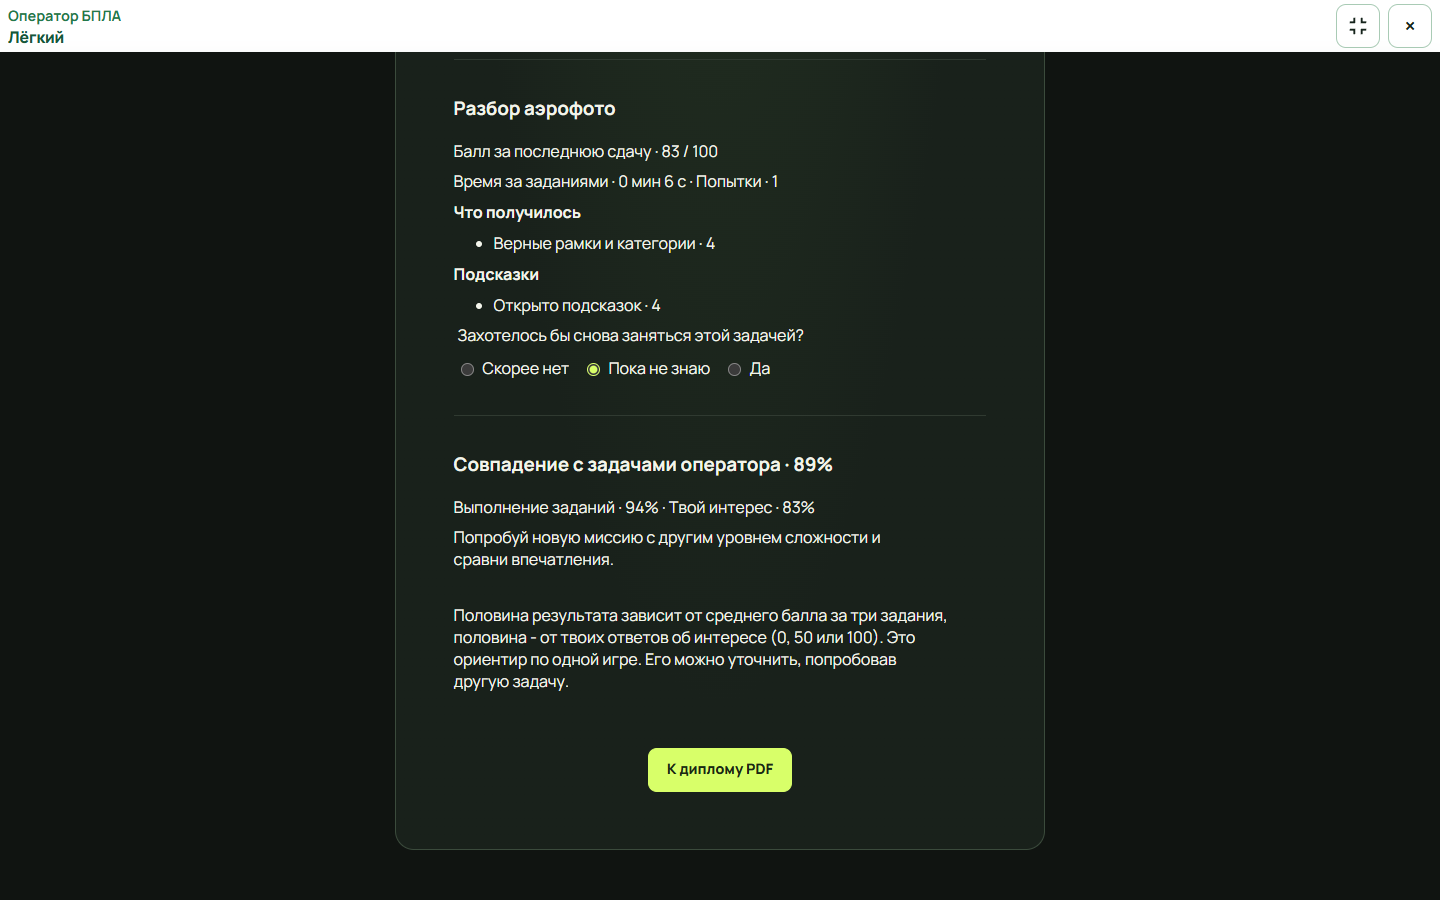 Оператор БПЛА
Лёгкий
×
Разбор аэрофото
Балл за последнюю сдачу · 83 / 100
Время за заданиями · 0 мин 6 с · Попытки · 1
Что получилось
• Верные рамки и категории · 4
Подсказки
• Открыто подсказок · 4
Захотелось бы снова заняться этой задачей?
Скорее нет Пока не знаю Да
Совпадение с задачами оператора · 89%
Выполнение заданий · 94% · Твой интерес · 83%
Попробуй новую миссию с другим уровнем сложности и
сравни впечатления.
Половина результата зависит от среднего балла за три задания,
половина - от твоих ответов об интересе (0, 50 или 100). Это
ориентир по одной игре. Его можно уточнить, попробовав
другую задачу.
К диплому PDF